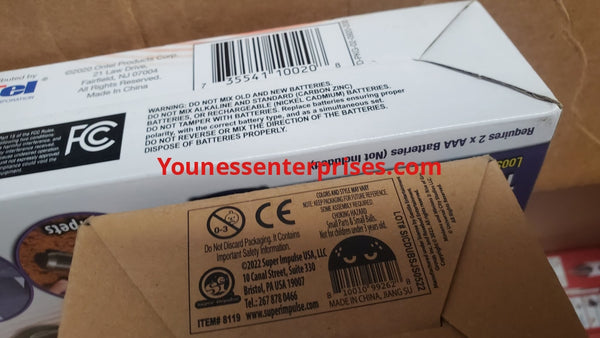 ©2020 Ontel Products Corp.
21 Law Drive,
Fairfield, NJ 07004
All Rights Reserved.
Made in China
7 35541 10020 8
FC
WARNING: DO NOT MIX OLD AND NEW BATTERIES.
DO NOT MIX ALKALINE AND STANDARD (CARBON ZINC)
BATTERIES, OR RECHARGEABLE (NICKEL CADMIUM) BATTERIES.
DO NOT TAMPER WITH BATTERIES. Replace batteries ensuring proper
polarity, with the correct battery type, and as a simultaneous set.
DO NOT REVERSE OR MIX THE DIRECTION OF THE BATTERIES.
DISPOSE OF BATTERIES PROPERLY.
Requires 2 x AAA Batteries (Not Included)
Younessenterprises.com
0-3
CE
Do Not Discard Packaging. It Contains
Important Safety Information.
©2022 Super Impulse USA, LLC
10 Canal Street, Suite 330
Bristol, PA USA 19007
Tel.: 267 878 0466
ITEM# 8119
www.superimpulse.com
COLORS AND STYLE MAY VARY
KEEP PACKAGING FOR FUTURE REFERENCE.
SOME ASSEMBLY REQUIRED.
CHOKING HAZARD:
Small Parts & Small Balls.
Not for children under 3 years old.
8 10010 99262 8
MADE IN CHINA, JIANG SU